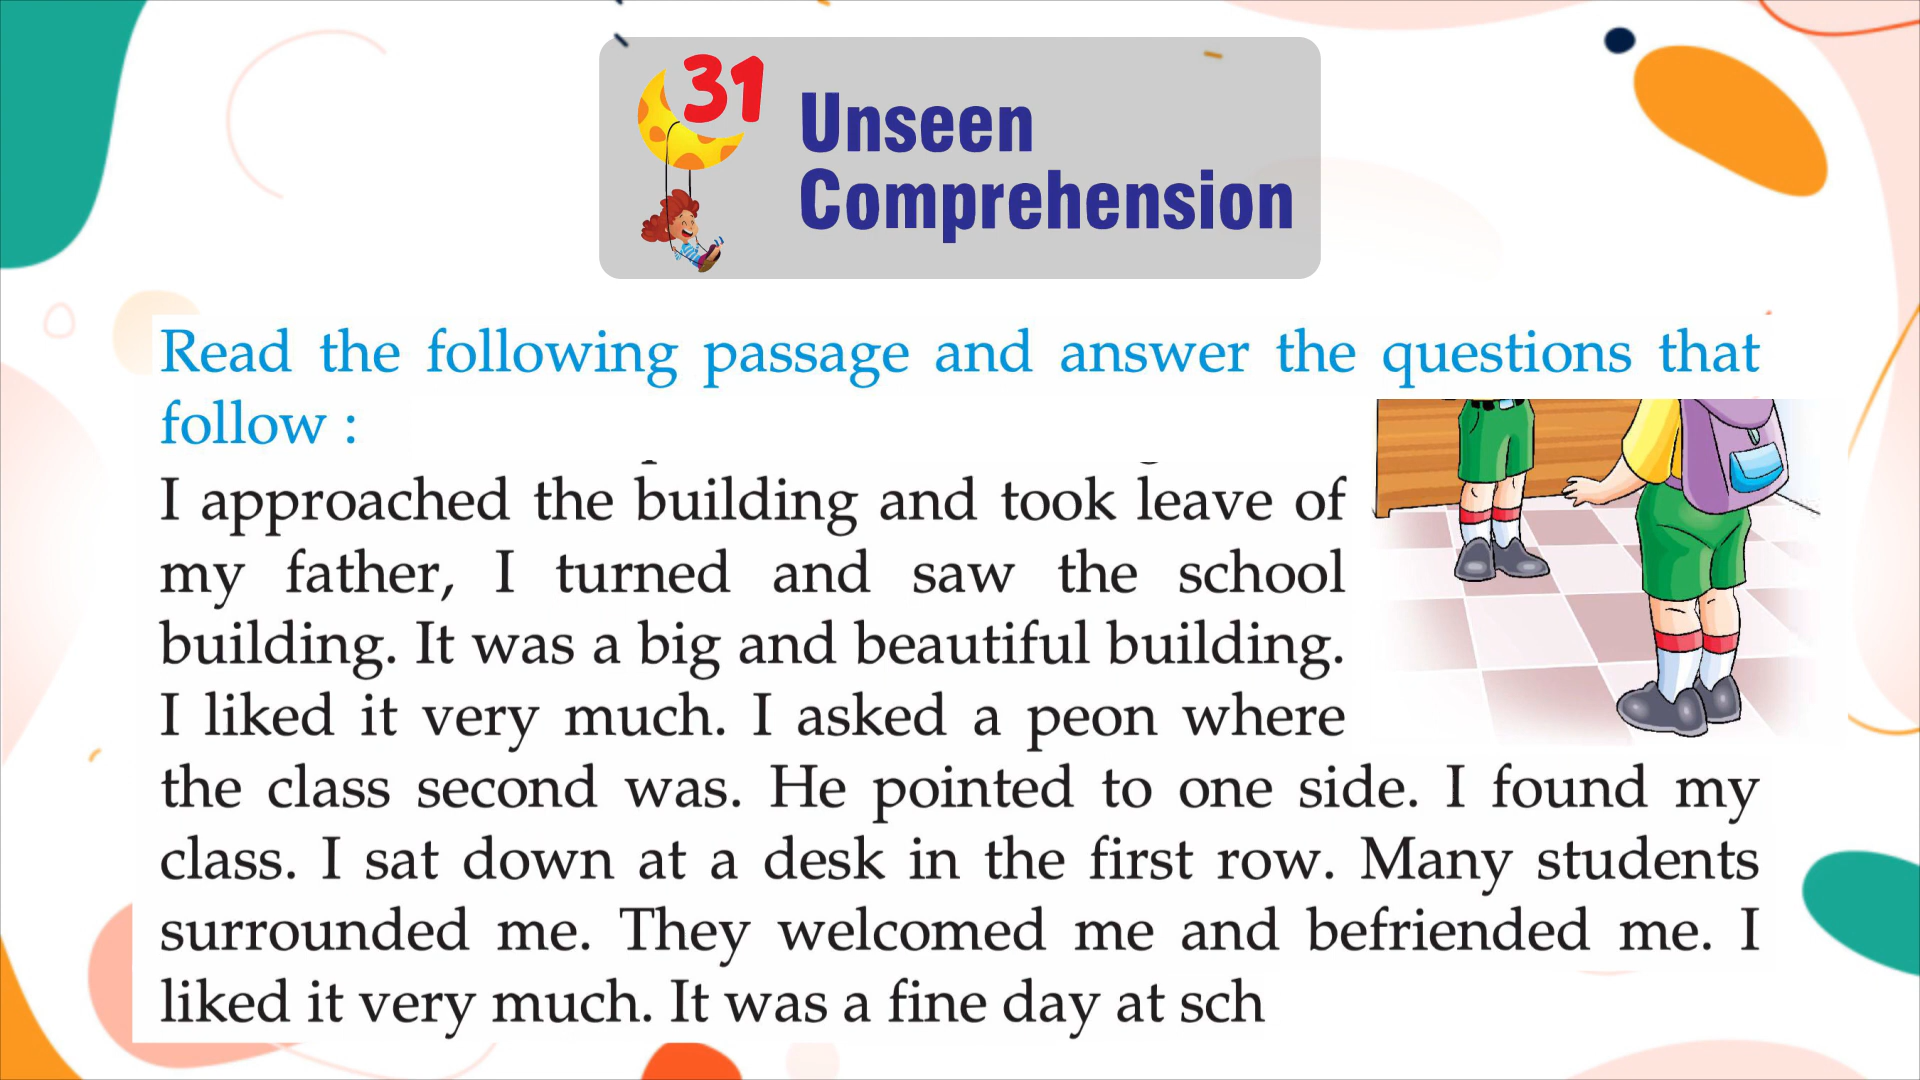 31
Unseen
Comprehension
Read the following passage and answer the questions that
follow :
I approached the building and took leave of
my father, I turned and saw the school
building. It was a big and beautiful building.
I liked it very much. I asked a peon where
the class second was. He pointed to one side. I found my
class. I sat down at a desk in the first row. Many students
surrounded me. They welcomed me and befriended me. I
liked it very much. It was a fine day at sch